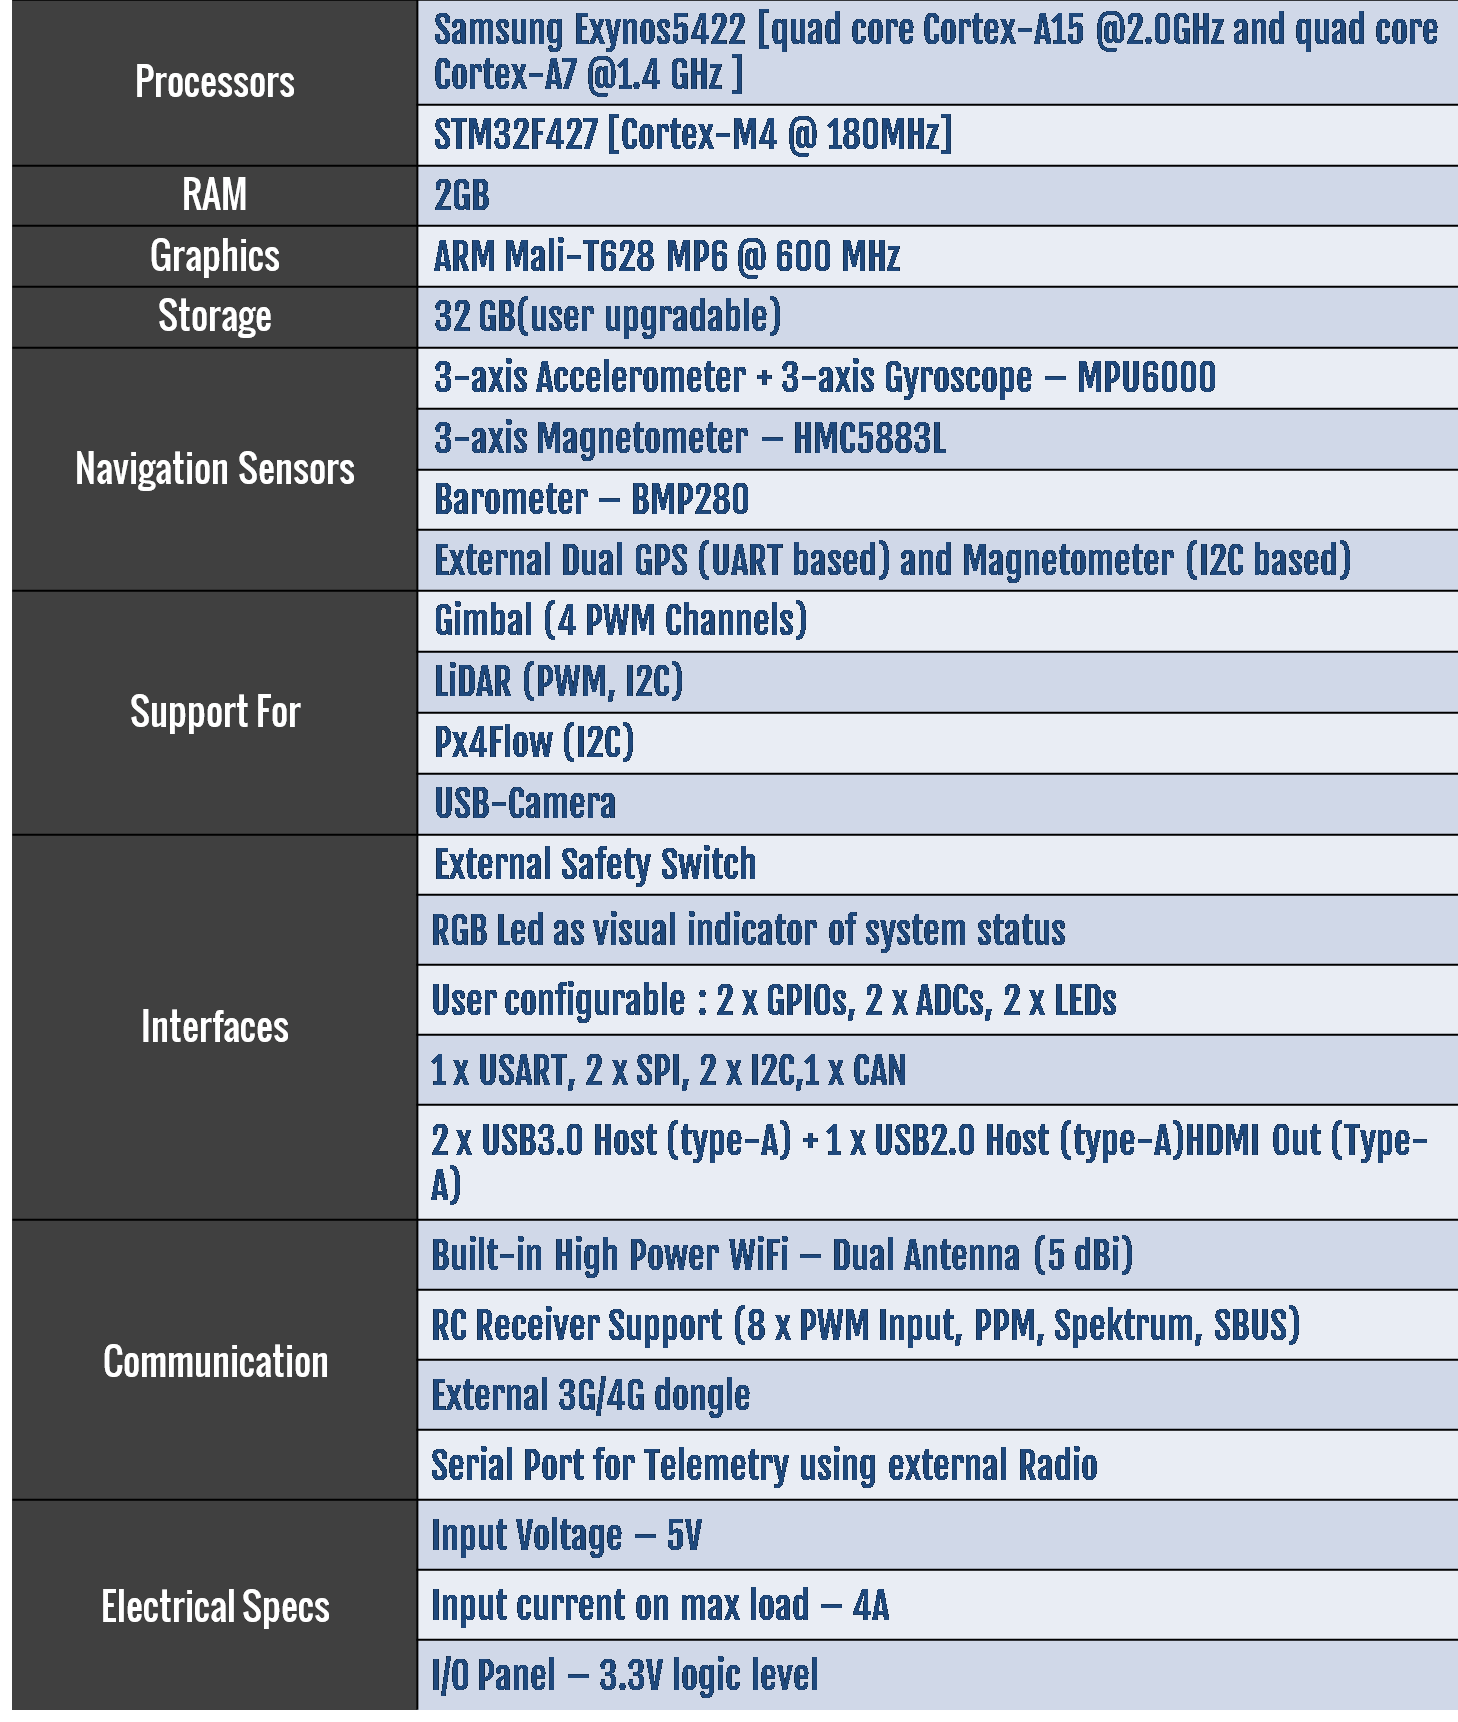 Processors
Samsung Exynos5422 [quad core Cortex-A15 @2.0GHz and quad core
Cortex-A7 @1.4 GHz ]
STM32F427 [Cortex-M4 @ 180MHz]
RAM
2GB
Graphics
ARM Mali-T628 MP6 @ 600 MHz
Storage
32 GB(user upgradable)
Navigation Sensors
3-axis Accelerometer + 3-axis Gyroscope – MPU6000
3-axis Magnetometer – HMC5883L
Barometer – BMP280
External Dual GPS (UART based) and Magnetometer (I2C based)
Support For
Gimbal (4 PWM Channels)
LiDAR (PWM, I2C)
Px4Flow (I2C)
USB-Camera
Interfaces
External Safety Switch
RGB Led as visual indicator of system status
User configurable : 2 x GPIOs, 2 x ADCs, 2 x LEDs
1 x USART, 2 x SPI, 2 x I2C,1 x CAN
2 x USB3.0 Host (type-A) + 1 x USB2.0 Host (type-A)HDMI Out (Type-
A)
Communication
Built-in High Power WiFi – Dual Antenna (5 dBi)
RC Receiver Support (8 x PWM Input, PPM, Spektrum, SBUS)
External 3G/4G dongle
Serial Port for Telemetry using external Radio
Electrical Specs
Input Voltage – 5V
Input current on max load – 4A
I/O Panel – 3.3V logic level